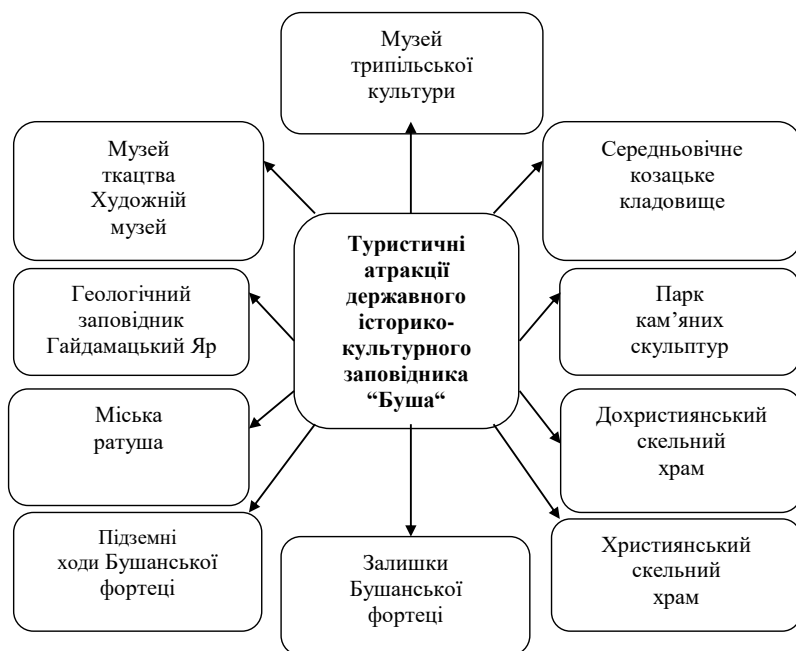 Музей
трипільської
культури
Музей
ткацтва
Художній
музей
Середньовічне
козацьке
кладовище
Туристичні
атракції
державного
історико-
культурного
заповідника
“Буша“
Геологічний
заповідник
Гайдамацький Яр
Парк
кам’яних
скульптур
Міська
ратуша
Дохристиянський
скельний
храм
Підземні
ходи Бушанської
фортеці
Залишки
Бушанської
фортеці
Християнський
скельний
храм